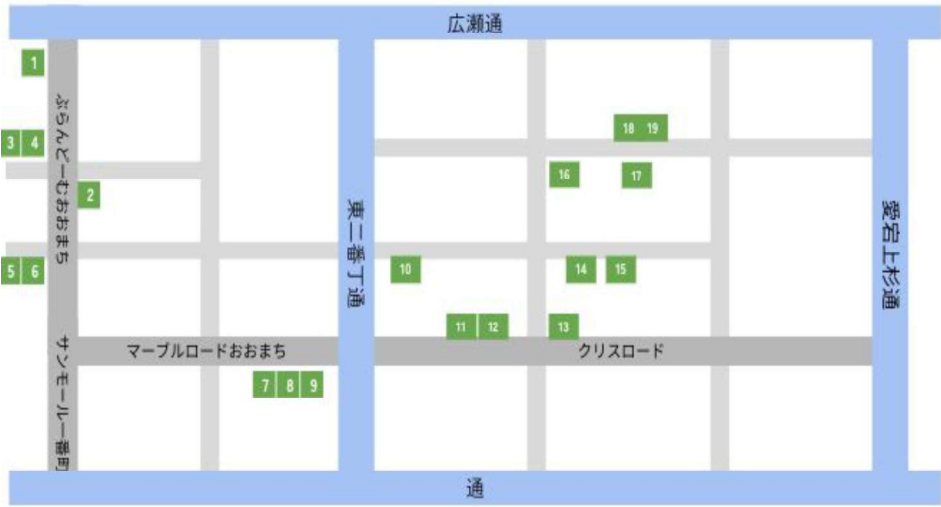 広瀬通
1
ぶらんどーむおおまち
18 19
3 4
16
17
2
東二番丁通
愛宕上杉通
5 6
10
14
15
11 12
13
サンモール一番町
マーブルロードおおまち
クリスロード
7 8 9
通